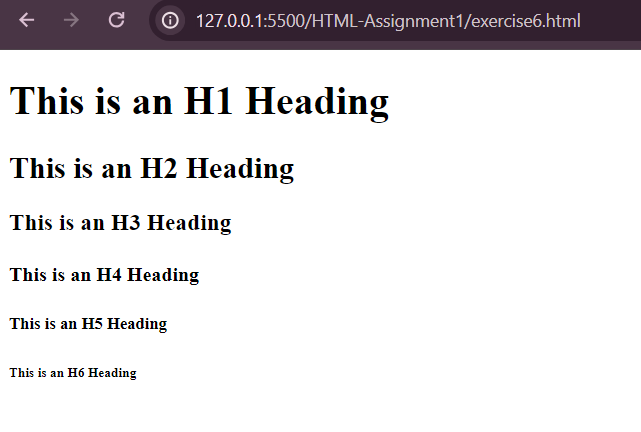 127.0.0.1:5500/HTML-Assignment1/exercise6.html
This is an H1 Heading
This is an H2 Heading
This is an H3 Heading
This is an H4 Heading
This is an H5 Heading
This is an H6 Heading